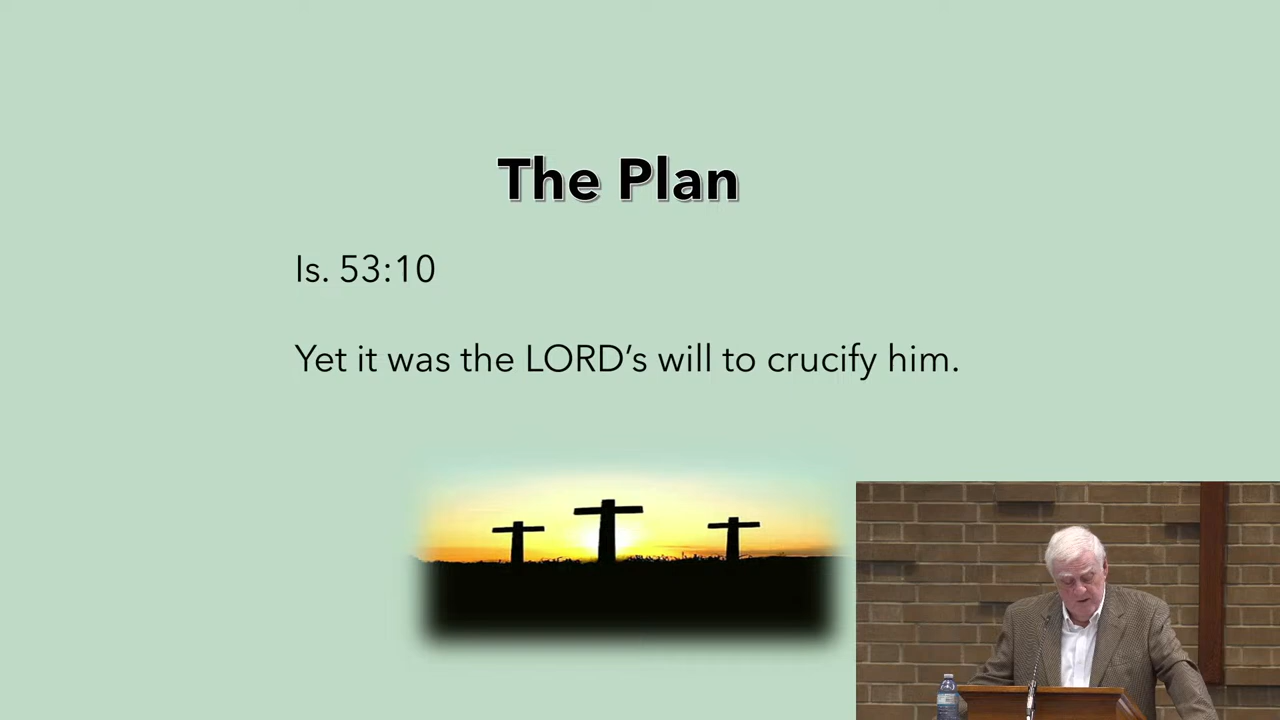 The Plan
Is. 53:10
Yet it was the LORD’s will to crucify him.